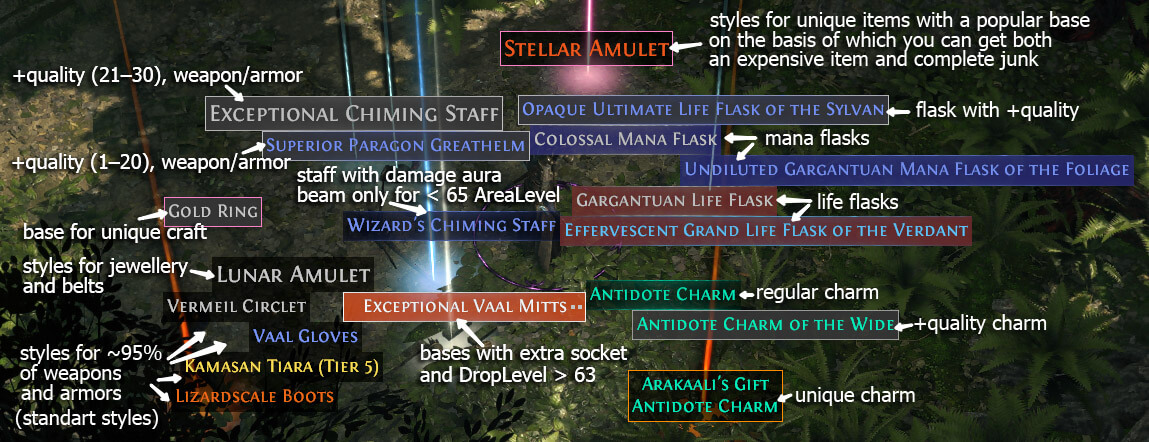 styles for unique items with a popular base
on the basis of which you can get both
an expensive item and complete junk
Stellar Amulet
+quality (21–30), weapon/armor
Exceptional Chiming Staff
Opaque Ultimate Life Flask of the Sylvan
flask with +quality
Superior Paragon Greathelm
Colossal Mana Flask
mana flasks
+quality (1–20), weapon/armor
Undiluted Gargantuan Mana Flask of the Foliage
staff with damage aura
beam only for < 65 AreaLevel
Gold Ring
Gargantuan Life Flask
life flasks
base for unique craft
Wizard's Chiming Staff
Effervescent Grand Life Flask of the Verdant
styles for jewellery
and belts
Lunar Amulet
Vermeil Circlet
Exceptional Vaal Mitts
Antidote Charm
regular charm
Antidote Charm of the Wide
+quality charm
Vaal Gloves
styles for ~95%
of weapons
and armors
(standart styles)
Kamasan Tiara (Tier 5)
Lizardscale Boots
bases with extra socket
and DropLevel > 63
Arakaali's Gift
Antidote Charm
unique charm